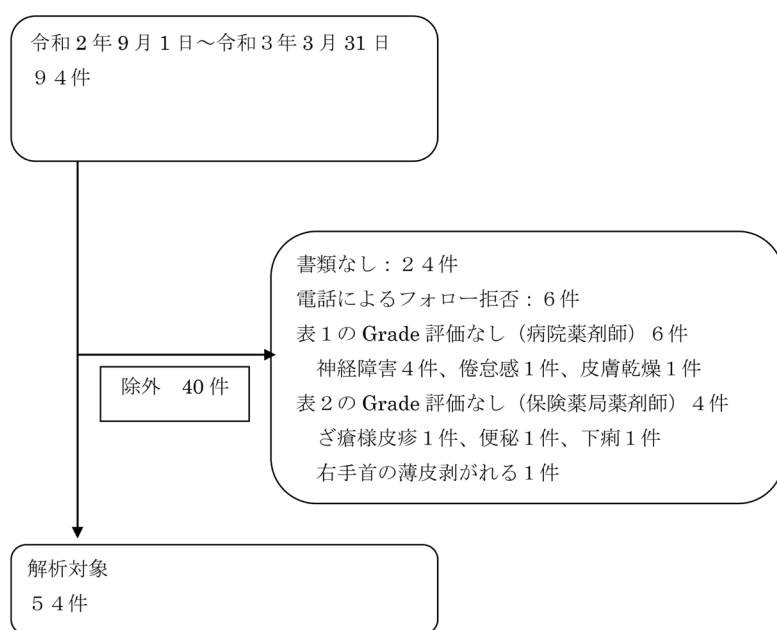 令和２年９月１日～令和３年３月 31 日
９４件
書類なし：２４件
電話によるフォロー拒否：６件
表１の Grade 評価なし（病院薬剤師）６件
神経障害４件、倦怠感１件、皮膚乾燥１件
除外　40 件
表２の Grade 評価なし（保険薬局薬剤師）４件
ざ瘡様皮疹１件、便秘１件、下痢１件
右手首の薄皮剥がれる１件
解析対象
５４件